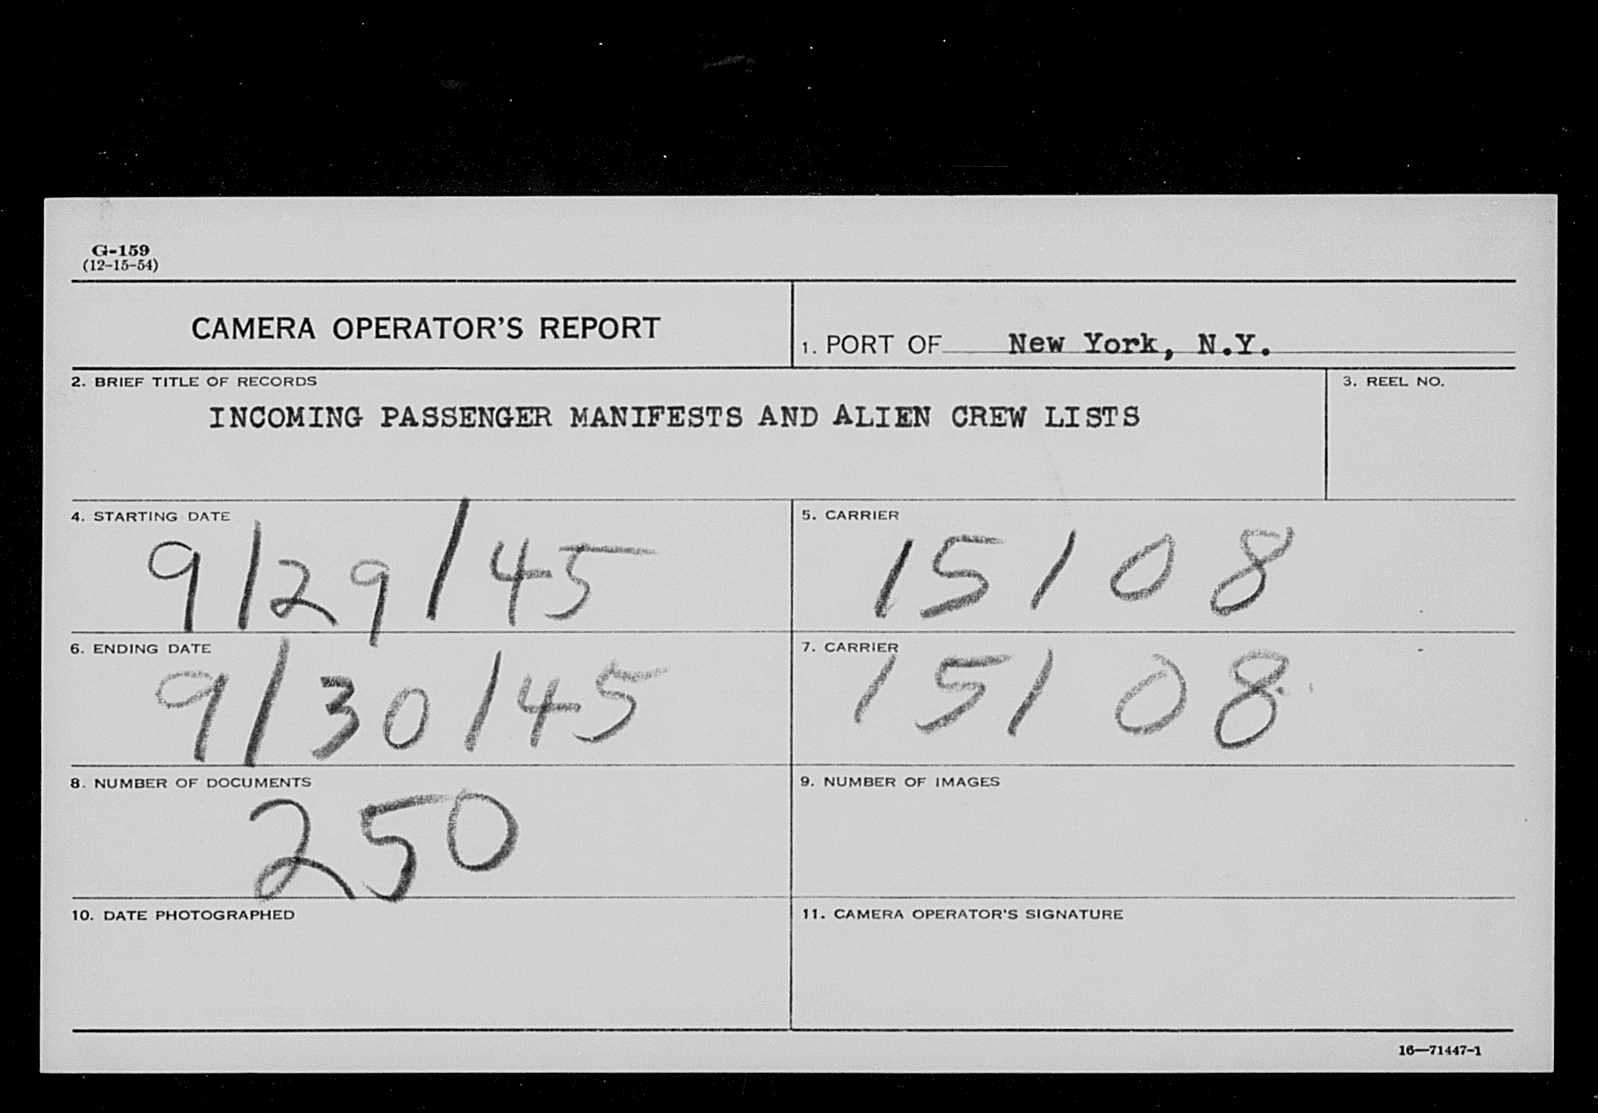 G-159
(12-15-54)
CAMERA OPERATOR'S REPORT
1. PORT OF New York, N.Y.
2. BRIEF TITLE OF RECORDS
INCOMING PASSENGER MANIFESTS AND ALIEN CREW LISTS
3. REEL NO.
4. STARTING DATE
9/29/45
5. CARRIER
15108
6. ENDING DATE
9/30/45
7. CARRIER
15108
8. NUMBER OF DOCUMENTS
250
9. NUMBER OF IMAGES
10. DATE PHOTOGRAPHED
11. CAMERA OPERATOR'S SIGNATURE
16—71447-1